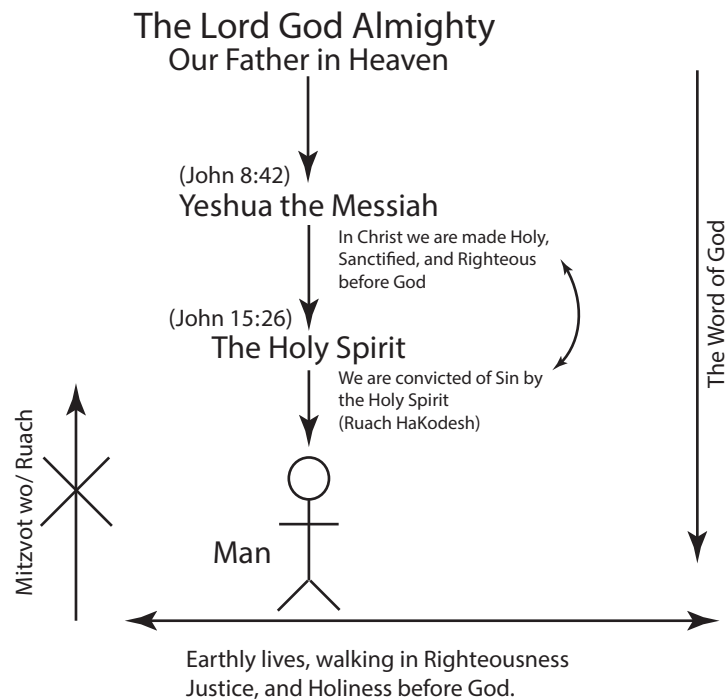 The Lord God Almighty
Our Father in Heaven
(John 8:42)
Yeshua the Messiah
In Christ we are made Holy,
Sanctified, and Righteous
before God
(John 15:26)
The Holy Spirit
We are convicted of Sin by
the Holy Spirit
(Ruach HaKodesh)
The Word of God
Mitzvot wo/ Ruach
Man
Earthly lives, walking in Righteousness
Justice, and Holiness before God.